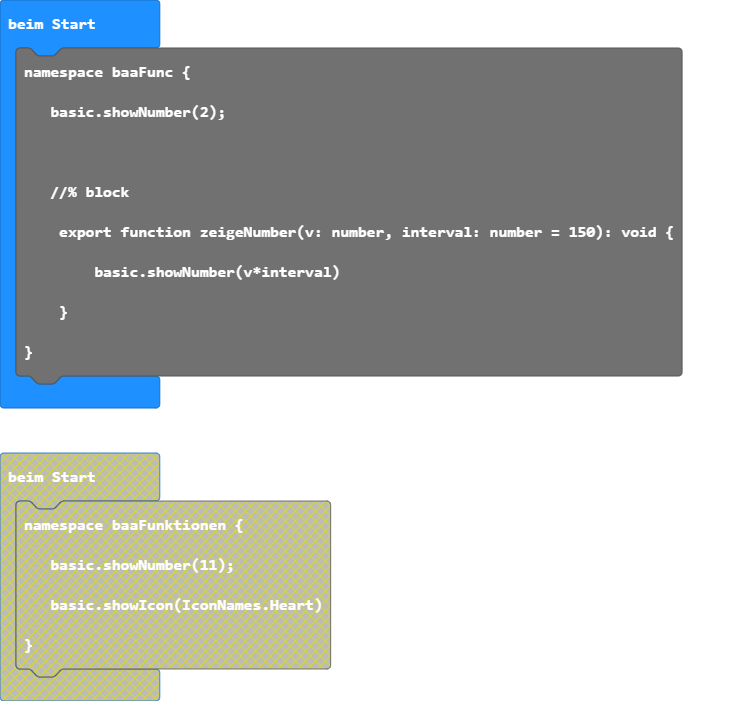 beim Start
namespace baaFunc {
basic.showNumber(2);
//% block
export function zeigeNumber(v: number, interval: number = 150): void {
basic.showNumber(v*interval)
}
}
beim Start
namespace baaFunktionen {
basic.showNumber(11);
basic.showIcon(IconNames.Heart)
}